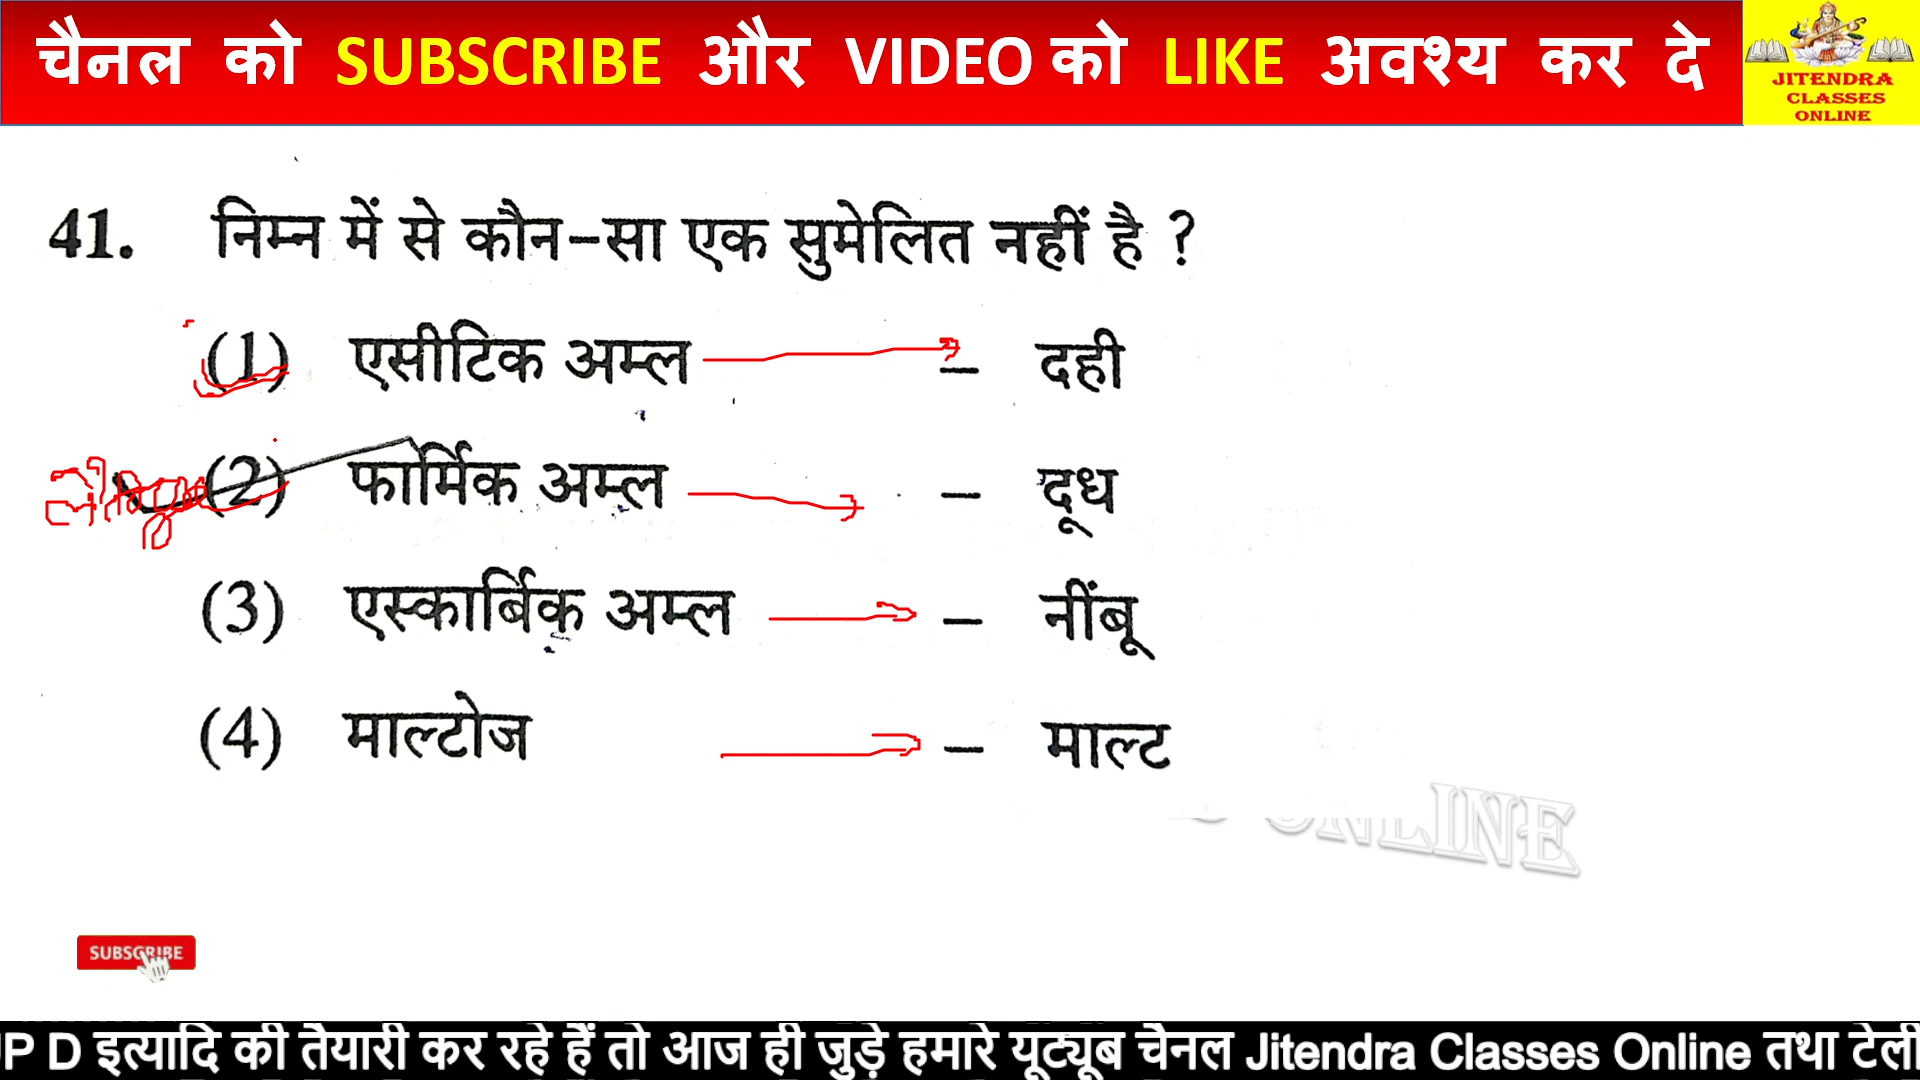 चैनल को SUBSCRIBE और VIDEO को LIKE अवश्य कर दे
JITENDRA
CLASSES
ONLINE
41. निम्न में से कौन-सा एक सुमेलित नहीं है ?
(1) एसीटिक अम्ल – दही
(2) फार्मिक अम्ल – दूध
(3) एस्कार्बिक अम्ल – नींबू
(4) माल्टोज – माल्ट
ONLINE
SUBSCRIBE
P D इत्यादि की तैयारी कर रहे हैं तो आज ही जुड़े हमारे यूट्यूब चैनल Jitendra Classes Online तथा टेली